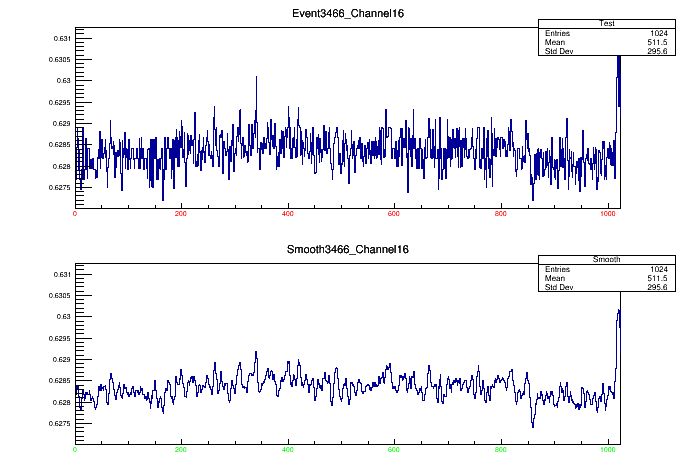 Event3466_Channel16
Test
Entries 1024
Mean 511.5
Std Dev 295.6
0.631
0.6305
0.63
0.6295
0.629
0.6285
0.628
0.6275
0 200 400 600 800 1000
Smooth3466_Channel16
Smooth
Entries 1024
Mean 511.5
Std Dev 295.6
0.631
0.6305
0.63
0.6295
0.629
0.6285
0.628
0.6275
0 200 400 600 800 1000